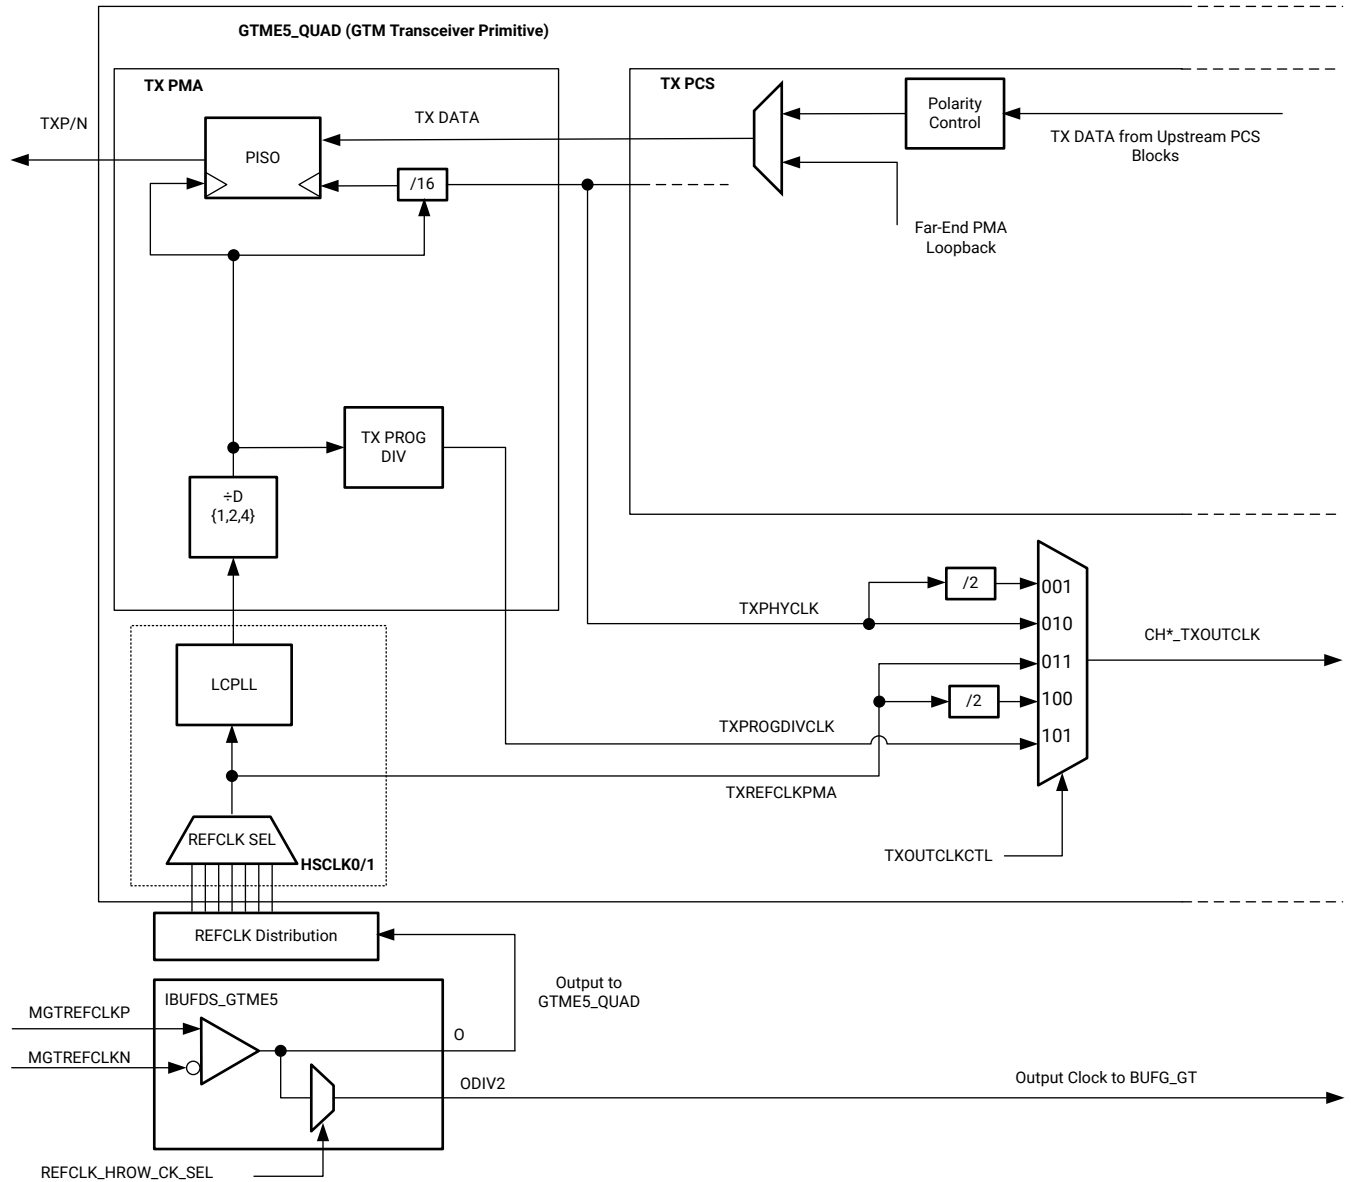 GTME5_QUAD (GTM Transceiver Primitive)
TX PMA
TX PCS
TXP/N
PISO
TX DATA
/16
Polarity
Control
TX DATA from Upstream PCS
Blocks
Far-End PMA
Loopback
TX PROG
DIV
÷D
{1,2,4}
/2
001
TXPHYCLK
010
CH*_TXOUTCLK
011
LCPLL
/2
100
TXPROGDIVCLK
101
TXREFCLKPMA
REFCLK SEL
HSCLK0/1
TXOUTCLKCTL
REFCLK Distribution
Output to
GTME5_QUAD
IBUFDS_GTME5
MGTREFCLKP
O
MGTREFCLKN
ODIV2
Output Clock to BUFG_GT
REFCLK_HROW_CK_SEL